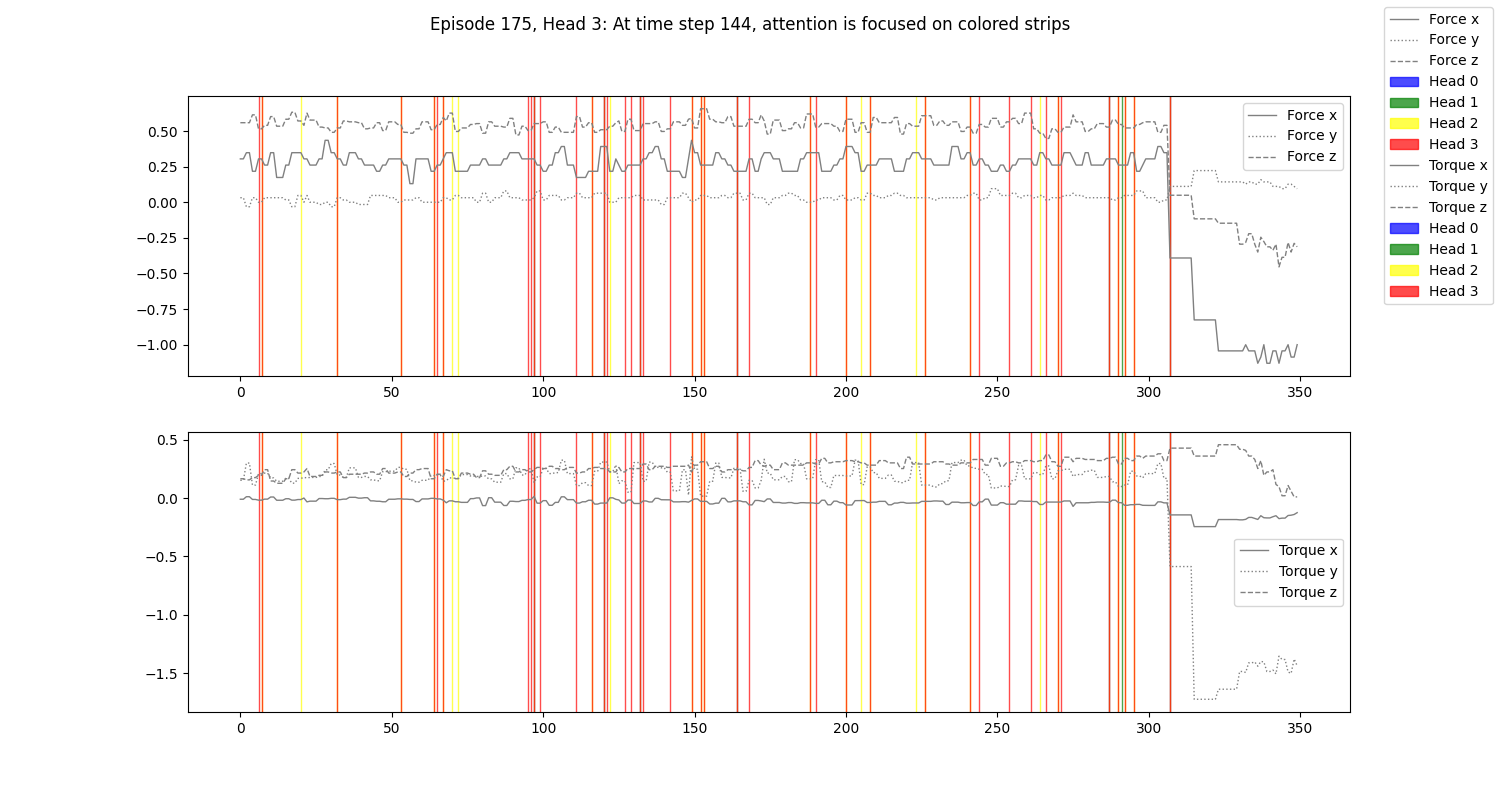 Episode 175, Head 3: At time step 144, attention is focused on colored strips
Force x
Force y
Force z
Head 0
Head 1
Head 2
Head 3
Torque x
Torque y
Torque z
Head 0
Head 1
Head 2
Head 3
Force x
Force y
Force z
0.50
0.25
0.00
−0.25
−0.50
−0.75
−1.00
0 50 100 150 200 250 300 350
0.5
0.0
−0.5
−1.0
−1.5
Torque x
Torque y
Torque z
0 50 100 150 200 250 300 350